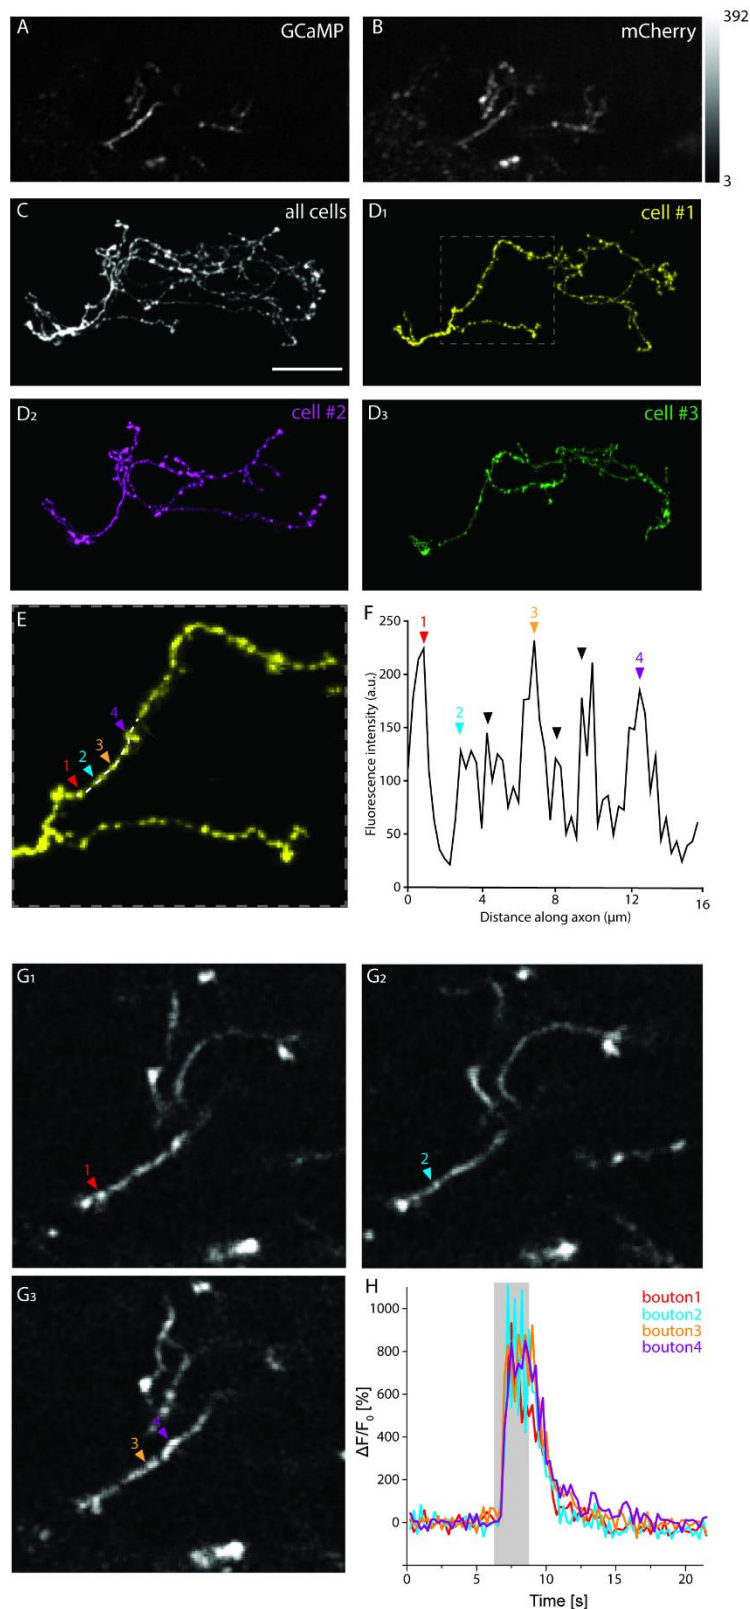 A GCaMP
B mCherry
392
3
C all cells
D1 cell #1
D2 cell #2
D3 cell #3
E
1
2
3
4
F
Fluorescence intensity (a.u.)
250
200
150
100
50
0
1
2
3
4
0 4 8 12 16
Distance along axon (μm)
G1
1
G2
2
G3
3
4
H
bouton1
bouton2
bouton3
bouton4
ΔF/F0 [%]
1000
800
600
400
200
0
0 5 10 15 20
Time [s]